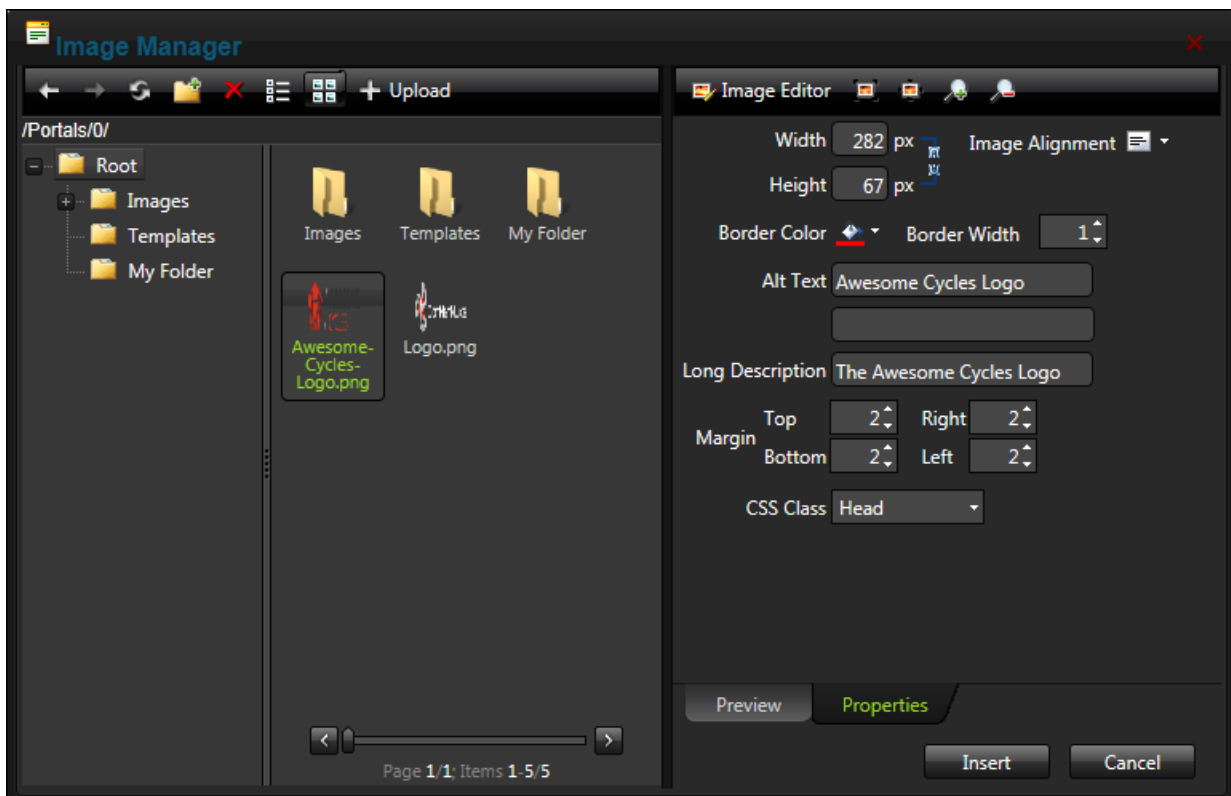 Image Manager
Upload
/Portals/0/
Root
Images
Templates
My Folder
Images
Templates
My Folder
Awesome-
Cycles-
Logo.png
Logo.png
Page 1/1; Items 1-5/5
Image Editor
Width 282 px
Image Alignment
Height 67 px
Border Color
Border Width 1
Alt Text Awesome Cycles Logo
Long Description The Awesome Cycles Logo
Margin
Top 2 Right 2
Bottom 2 Left 2
CSS Class Head
Preview
Properties
Insert
Cancel